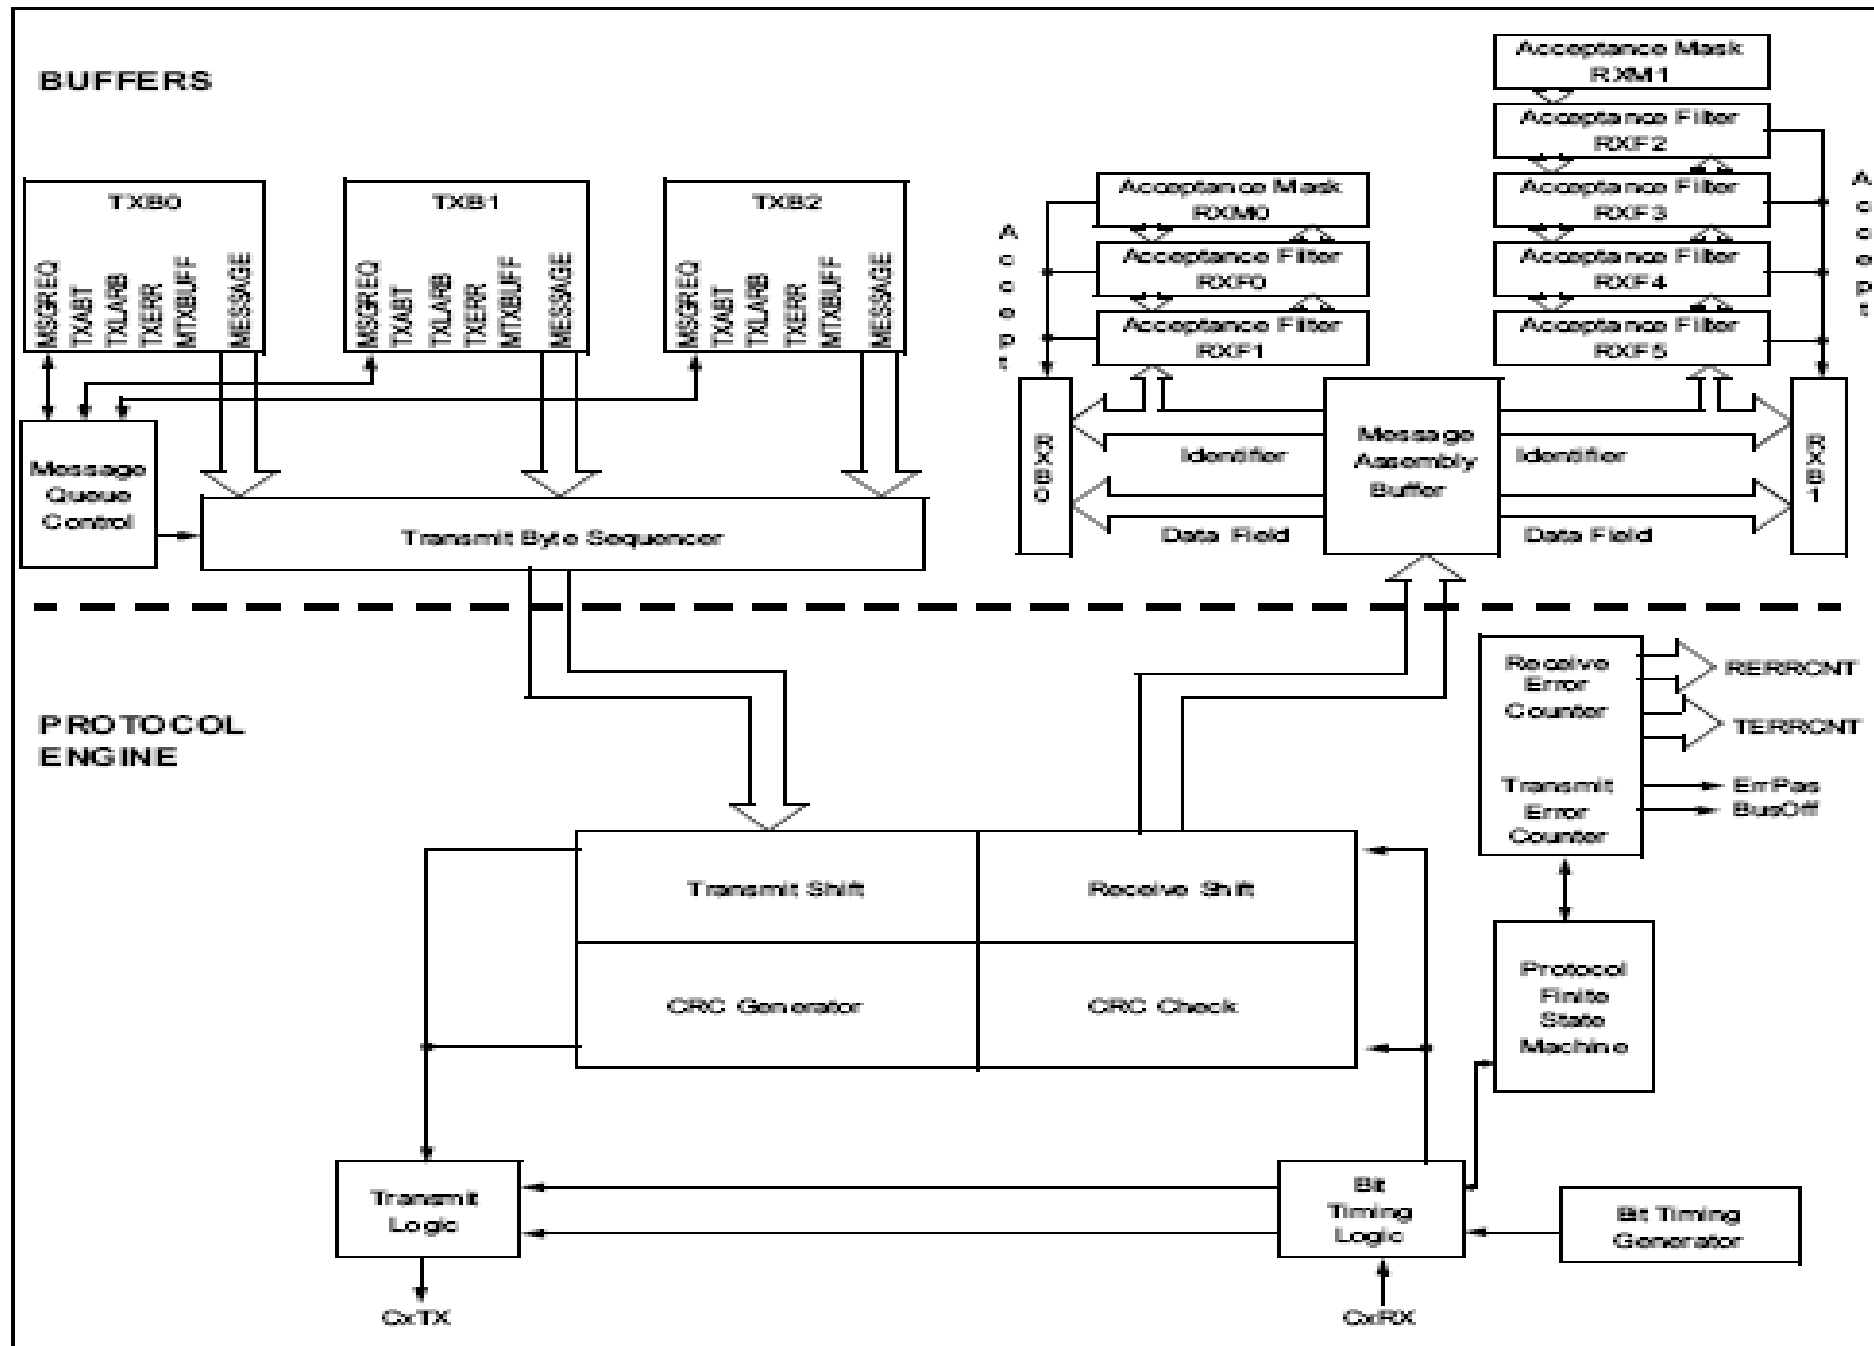 BUFFERS
Acceptance Mask
RXM1
Acceptance Filter
RXF2
TXB0
TXB1
TXB2
MSGREQ
TXABT
TXLARB
TXERR
MTXBUFF
MESSAGE
MSGREQ
TXABT
TXLARB
TXERR
MTXBUFF
MESSAGE
MSGREQ
TXABT
TXLARB
TXERR
MTXBUFF
MESSAGE
Accept
Acceptance Mask
RXM0
Acceptance Filter
RXF0
Acceptance Filter
RXF1
Acceptance Filter
RXF3
Acceptance Filter
RXF4
Acceptance Filter
RXF5
Accept
Message
Queue
Control
Transmit Byte Sequencer
RXB0
Identifier
Data Field
Message
Assembly
Buffer
Identifier
Data Field
RXB1
PROTOCOL
ENGINE
Receive
Error
Counter
Transmit
Error
Counter
RERRCNT
TERRCNT
ErrPas
BusOff
Transmit Shift
Receive Shift
CRC Generator
CRC Check
Protocol
Finite
State
Machine
Transmit
Logic
Bit
Timing
Logic
Bit Timing
Generator
CxTX
CxRX